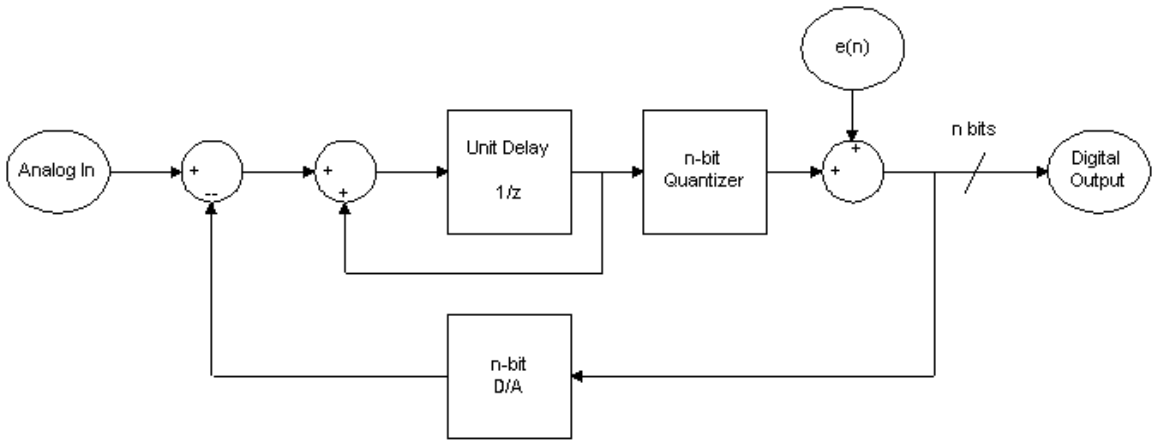 e(n)
n bits
Analog In
+
--
+
+
Unit Delay
1/z
n-bit
Quantizer
+
+
Digital
Output
n-bit
D/A